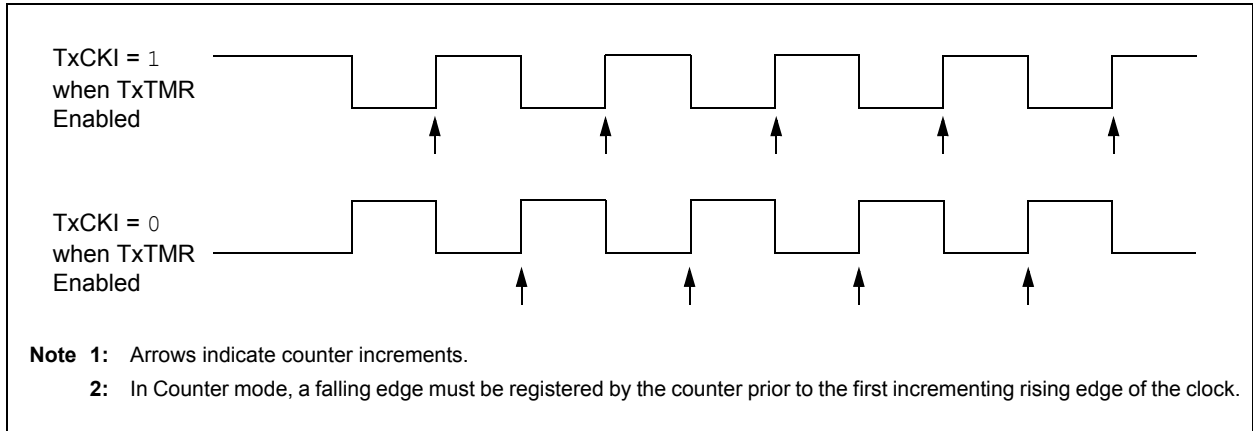 TxCKI = 1
when TxTMR
Enabled
TxCKI = 0
when TxTMR
Enabled
Note 1: Arrows indicate counter increments.
2: In Counter mode, a falling edge must be registered by the counter prior to the first incrementing rising edge of the clock.